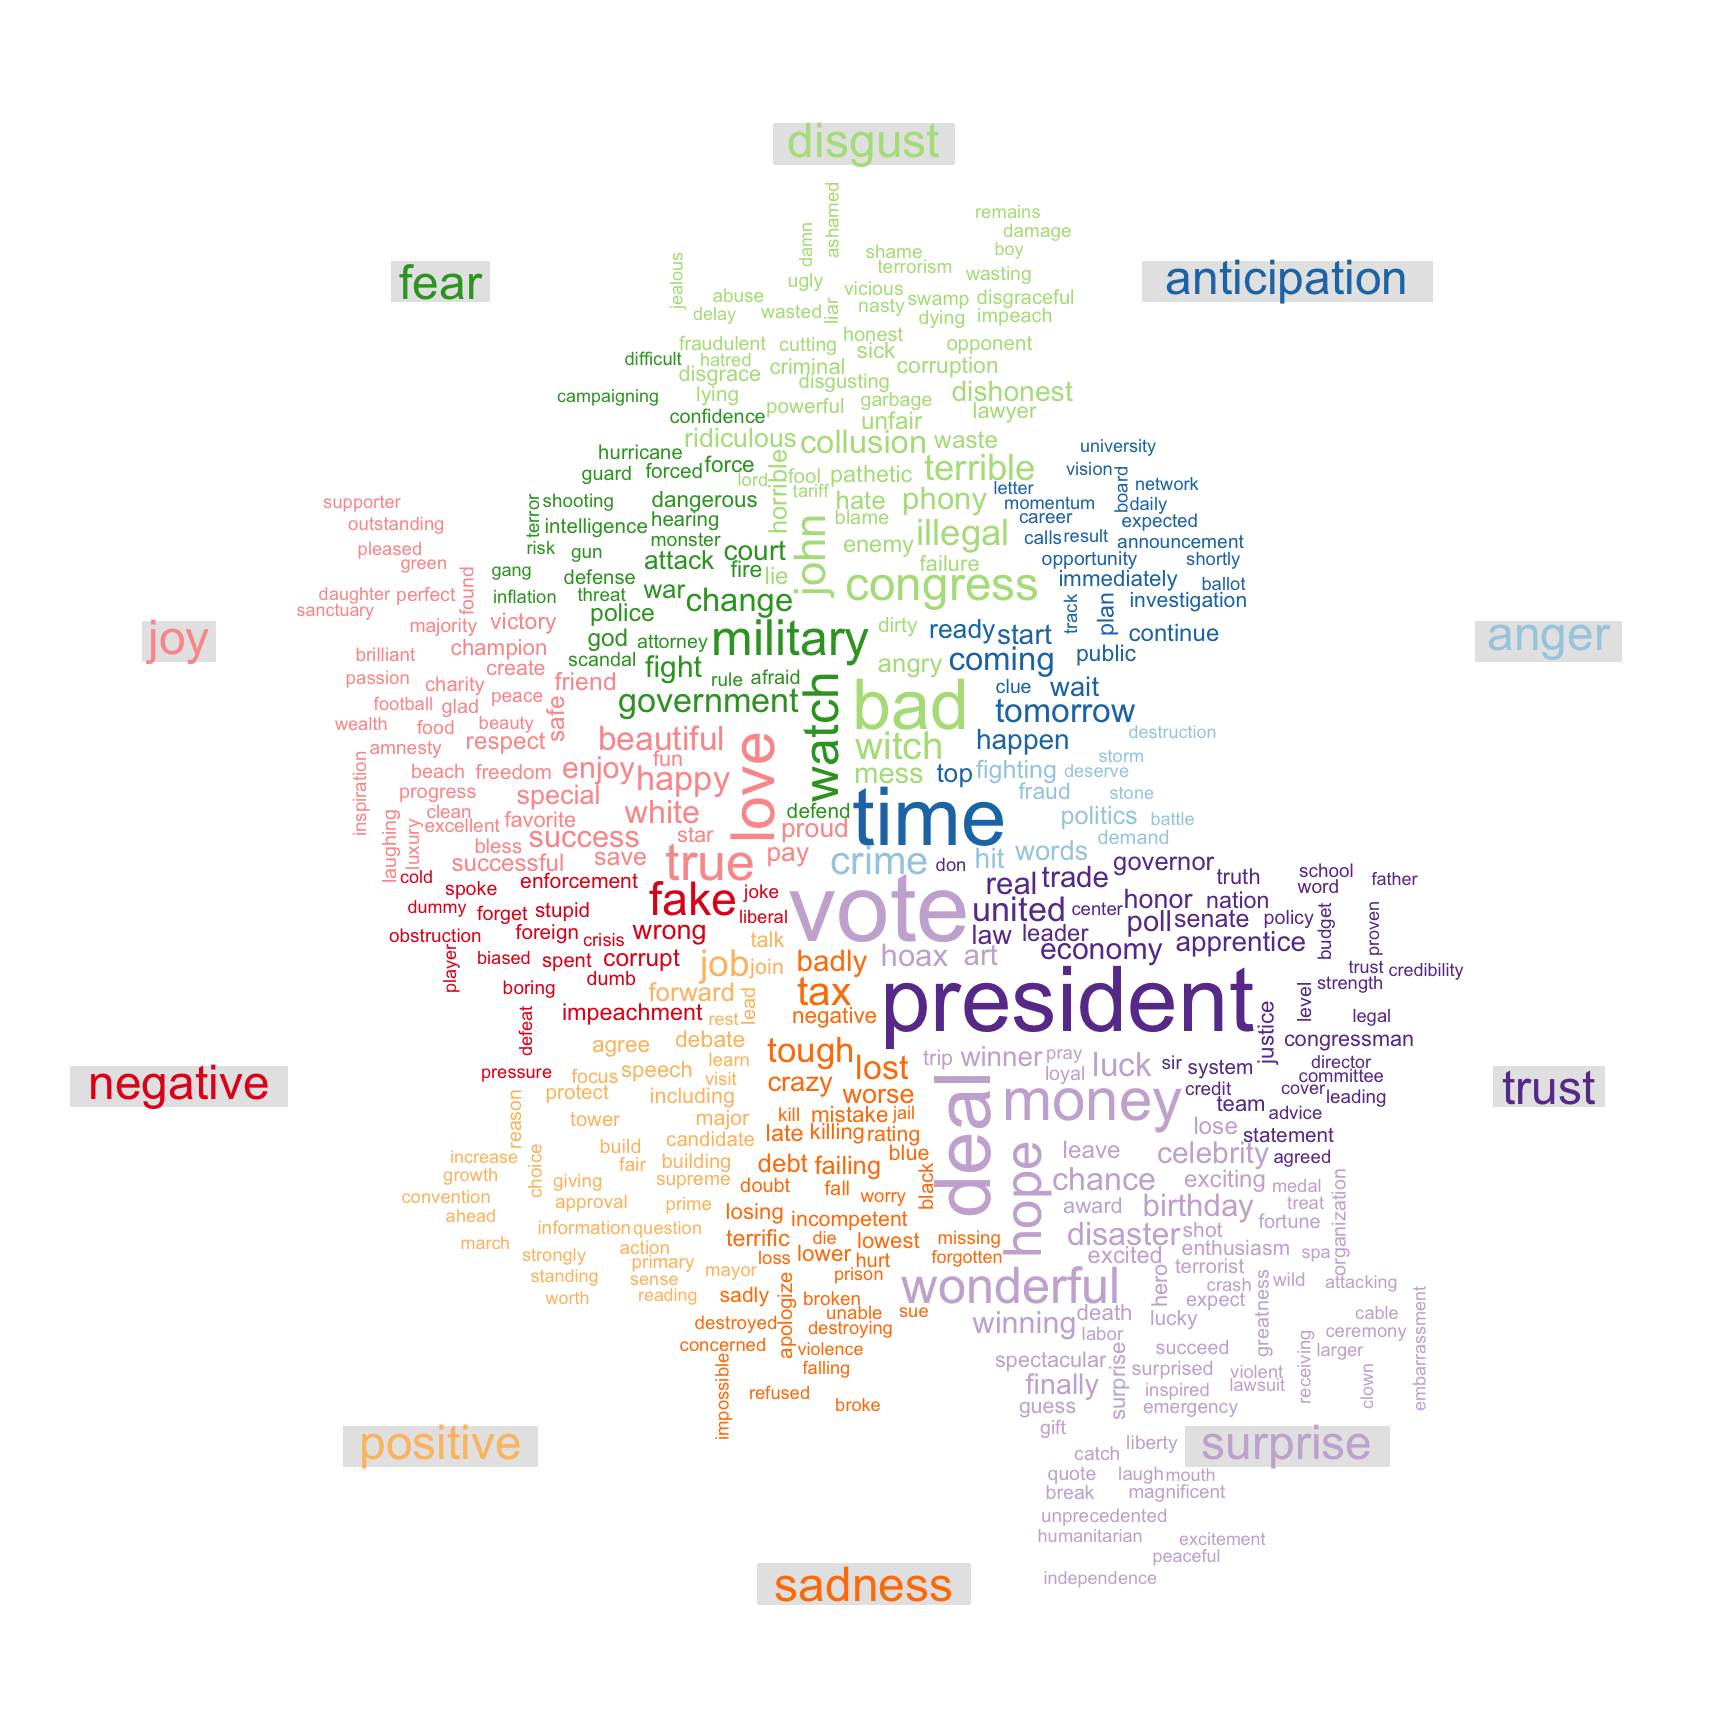 disgust
fear
anticipation
joy
anger
negative
trust
positive
surprise
sadness
ashamed
damn
remains
damage
boy
shame
terrorism
wasting
jealous
ugly
vicious
abuse
delay
wasted
liar
nasty
swamp
disgraceful
dying
impeach
fraudulent
cutting
honest
sick
opponent
hatred
disgrace
criminal
corruption
disgusting
lying
powerful
garbage
dishonest
lawyer
unfair
ridiculous
collusion
waste
horrible
lord
fool
pathetic
terrible
tariff
hate
phony
blame
john
enemy
illegal
failure
lie
congress
dirty
angry
bad
witch
mess
difficult
campaigning
confidence
hurricane
guard
forced
force
terror
shooting
dangerous
intelligence
hearing
risk
gun
monster
court
gang
attack
fire
defense
inflation
threat
war
change
police
god
attorney
military
scandal
fight
rule
afraid
government
watch
defend
university
vision
board
network
letter
momentum
daily
career
expected
calls
result
announcement
opportunity
shortly
immediately
ballot
track
plan
investigation
ready
start
continue
coming
public
clue
wait
tomorrow
happen
top
time
supporter
outstanding
pleased
green
daughter
perfect
found
sanctuary
majority
victory
brilliant
champion
passion
create
charity
friend
football
glad
peace
safe
wealth
food
beauty
amnesty
respect
beautiful
love
inspiration
beach
freedom
enjoy
fun
happy
progress
special
clean
white
laughing
luxury
excellent
favorite
success
star
proud
bless
successful
save
true
pay
destruction
storm
fighting
deserve
fraud
stone
politics
battle
demand
words
hit
crime
cold
spoke
enforcement
fake
joke
dummy
forget
stupid
liberal
obstruction
foreign
crisis
wrong
player
biased
spent
corrupt
boring
dumb
defeat
impeachment
pressure
don
governor
school
real
trade
truth
word
father
united
center
honor
nation
budget
proven
law
leader
poll
senate
policy
economy
apprentice
trust
credibility
strength
president
level
legal
justice
congressman
sir
system
director
committee
credit
cover
leading
team
advice
statement
agreed
talk
job
join
forward
lead
rest
agree
debate
focus
speech
learn
visit
protect
including
reason
tower
major
candidate
increase
build
growth
choice
fair
building
giving
supreme
convention
approval
prime
ahead
information
question
march
strongly
action
primary
mayor
standing
sense
reading
worth
badly
tax
negative
tough
lost
crazy
worse
kill
mistake
jail
late
killing
rating
blue
debt
failing
black
doubt
fall
worry
losing
incompetent
terrific
die
lowest
missing
loss
lower
hurt
forgotten
prison
sadly
apologize
broken
unable
sue
destroyed
destroying
concerned
violence
falling
impossible
refused
broke
vote
hoax
art
trip
winner
pray
luck
loyal
deal
money
lose
hope
leave
celebrity
chance
exciting
medal
award
birthday
treat
organization
disaster
shot
fortune
excited
enthusiasm
spa
terrorist
hero
crash
wild
attacking
wonderful
expect
greatness
death
lucky
cable
embarrassment
winning
labor
ceremony
succeed
larger
spectacular
surprise
surprised
violent
receiving
finally
inspired
lawsuit
clown
guess
emergency
gift
liberty
catch
quote
laugh
mouth
break
magnificent
unprecedented
humanitarian
excitement
peaceful
independence